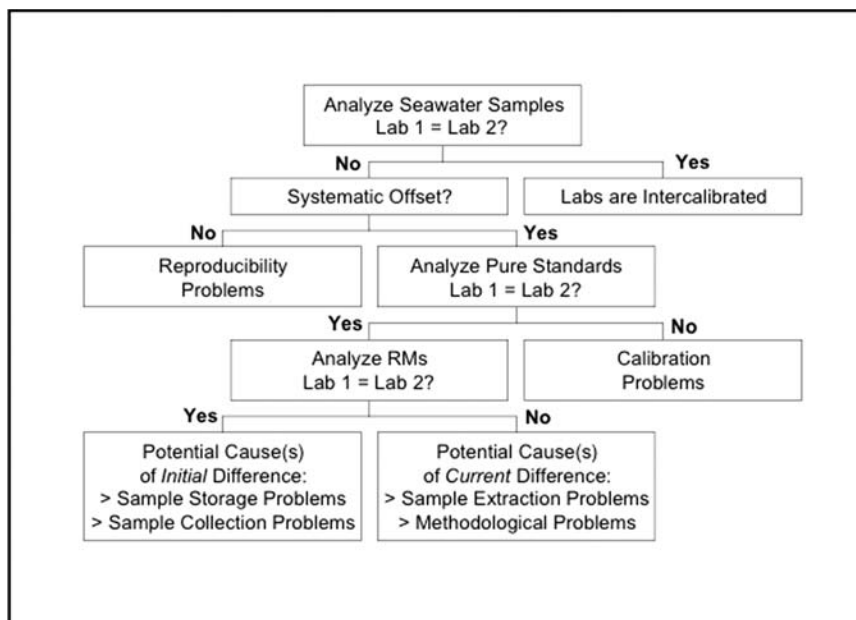 Analyze Seawater Samples
Lab 1 = Lab 2?
No
Yes
Systematic Offset?
Labs are Intercalibrated
No
Yes
Reproducibility
Problems
Analyze Pure Standards
Lab 1 = Lab 2?
Yes
No
Analyze RMs
Lab 1 = Lab 2?
Calibration
Problems
Yes
No
Potential Cause(s)
of Initial Difference:
> Sample Storage Problems
> Sample Collection Problems
Potential Cause(s)
of Current Difference:
> Sample Extraction Problems
> Methodological Problems